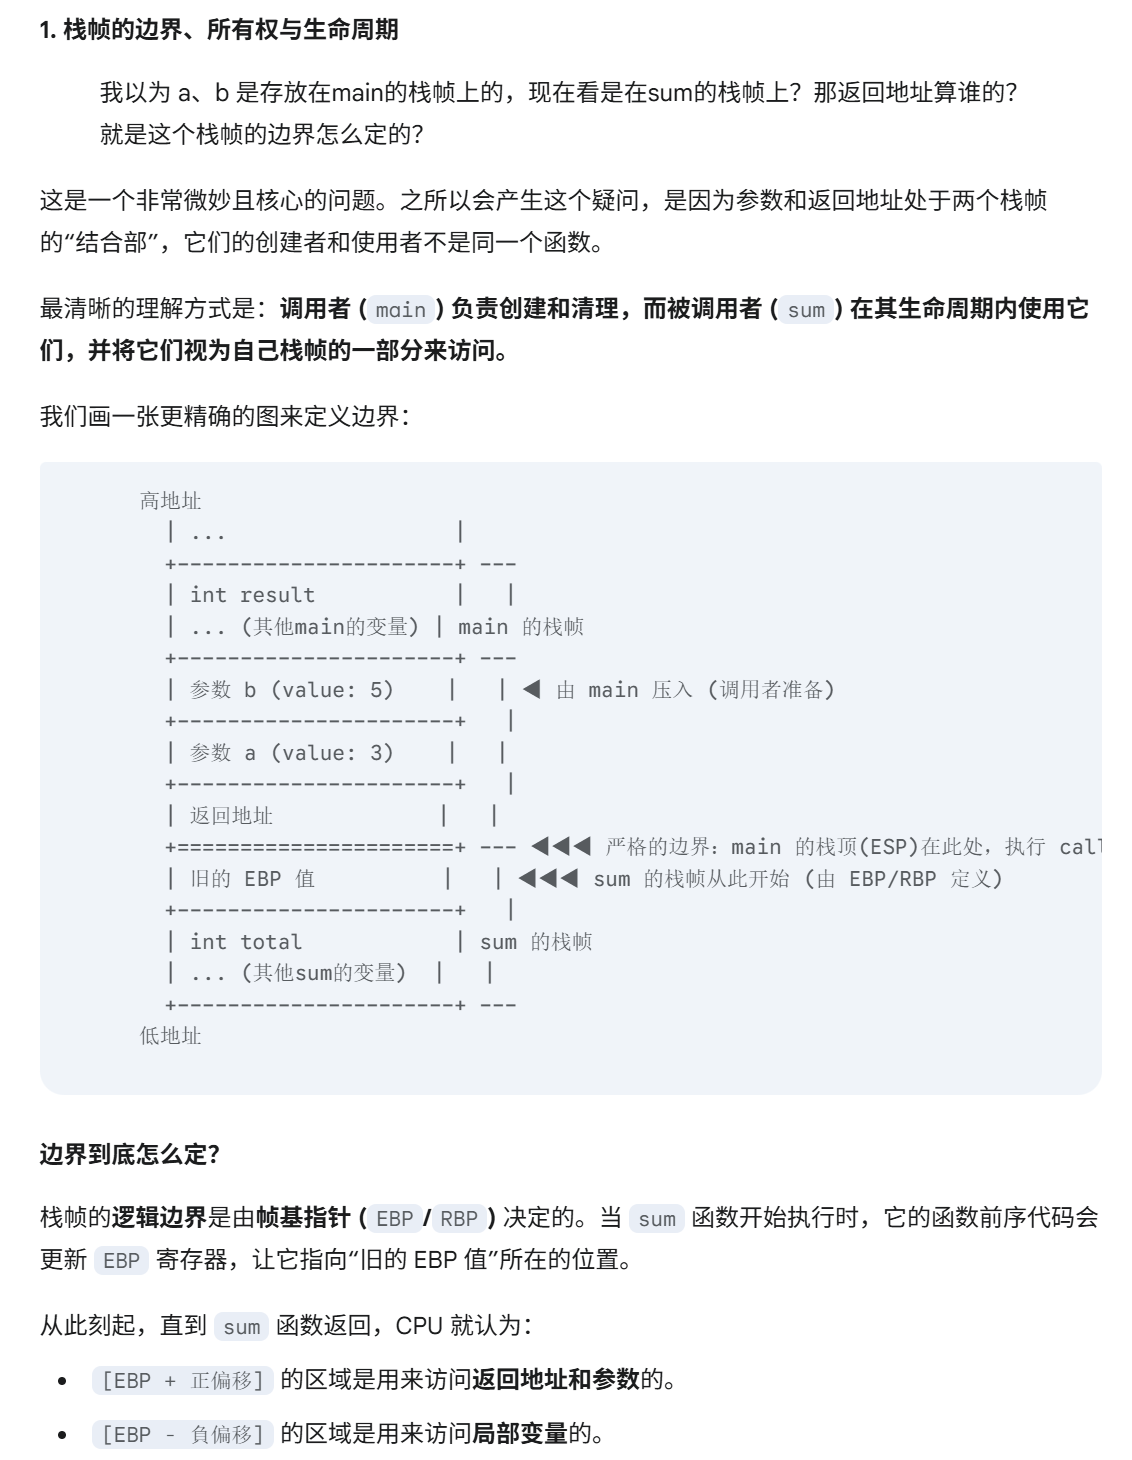 1. 栈帧的边界、所有权与生命周期
我以为 a、b 是存放在main的栈帧上的，现在看是在sum的栈帧上？那返回地址算谁的？
就是这个栈帧的边界怎么定的？
这是一个非常微妙且核心的问题。之所以会产生这个疑问，是因为参数和返回地址处于两个栈帧
的“结合部”，它们的创建者和使用者不是同一个函数。
最清晰的理解方式是：调用者 (main) 负责创建和清理，而被调用者 (sum) 在其生命周期内使用它
们，并将它们视为自己栈帧的一部分来访问。
我们画一张更精确的图来定义边界：
高地址
| ...                  |
+----------------------+ ---
| int result           |   |
| ... (其他main的变量) | main 的栈帧
+----------------------+ ---
| 参数 b (value: 5)    |   | ◀ 由 main 压入 (调用者准备)
+----------------------+   |
| 参数 a (value: 3)    |   |
+----------------------+   |
| 返回地址             |   |
+======================+ --- ◀◀◀ 严格的边界：main 的栈顶(ESP)在此处，执行 call
| 旧的 EBP 值          |   | ◀◀◀ sum 的栈帧从此开始 (由 EBP/RBP 定义)
+----------------------+   |
| int total            | sum 的栈帧
| ... (其他sum的变量)  |   |
+----------------------+ ---
低地址
边界到底怎么定？
栈帧的逻辑边界是由帧基指针 (EBP/RBP) 决定的。当 sum 函数开始执行时，它的函数前序代码会
更新 EBP 寄存器，让它指向“旧的 EBP 值”所在的位置。
从此刻起，直到 sum 函数返回，CPU 就认为：
• [EBP + 正偏移] 的区域是用来访问返回地址和参数的。
• [EBP - 負偏移] 的区域是用来访问局部变量的。